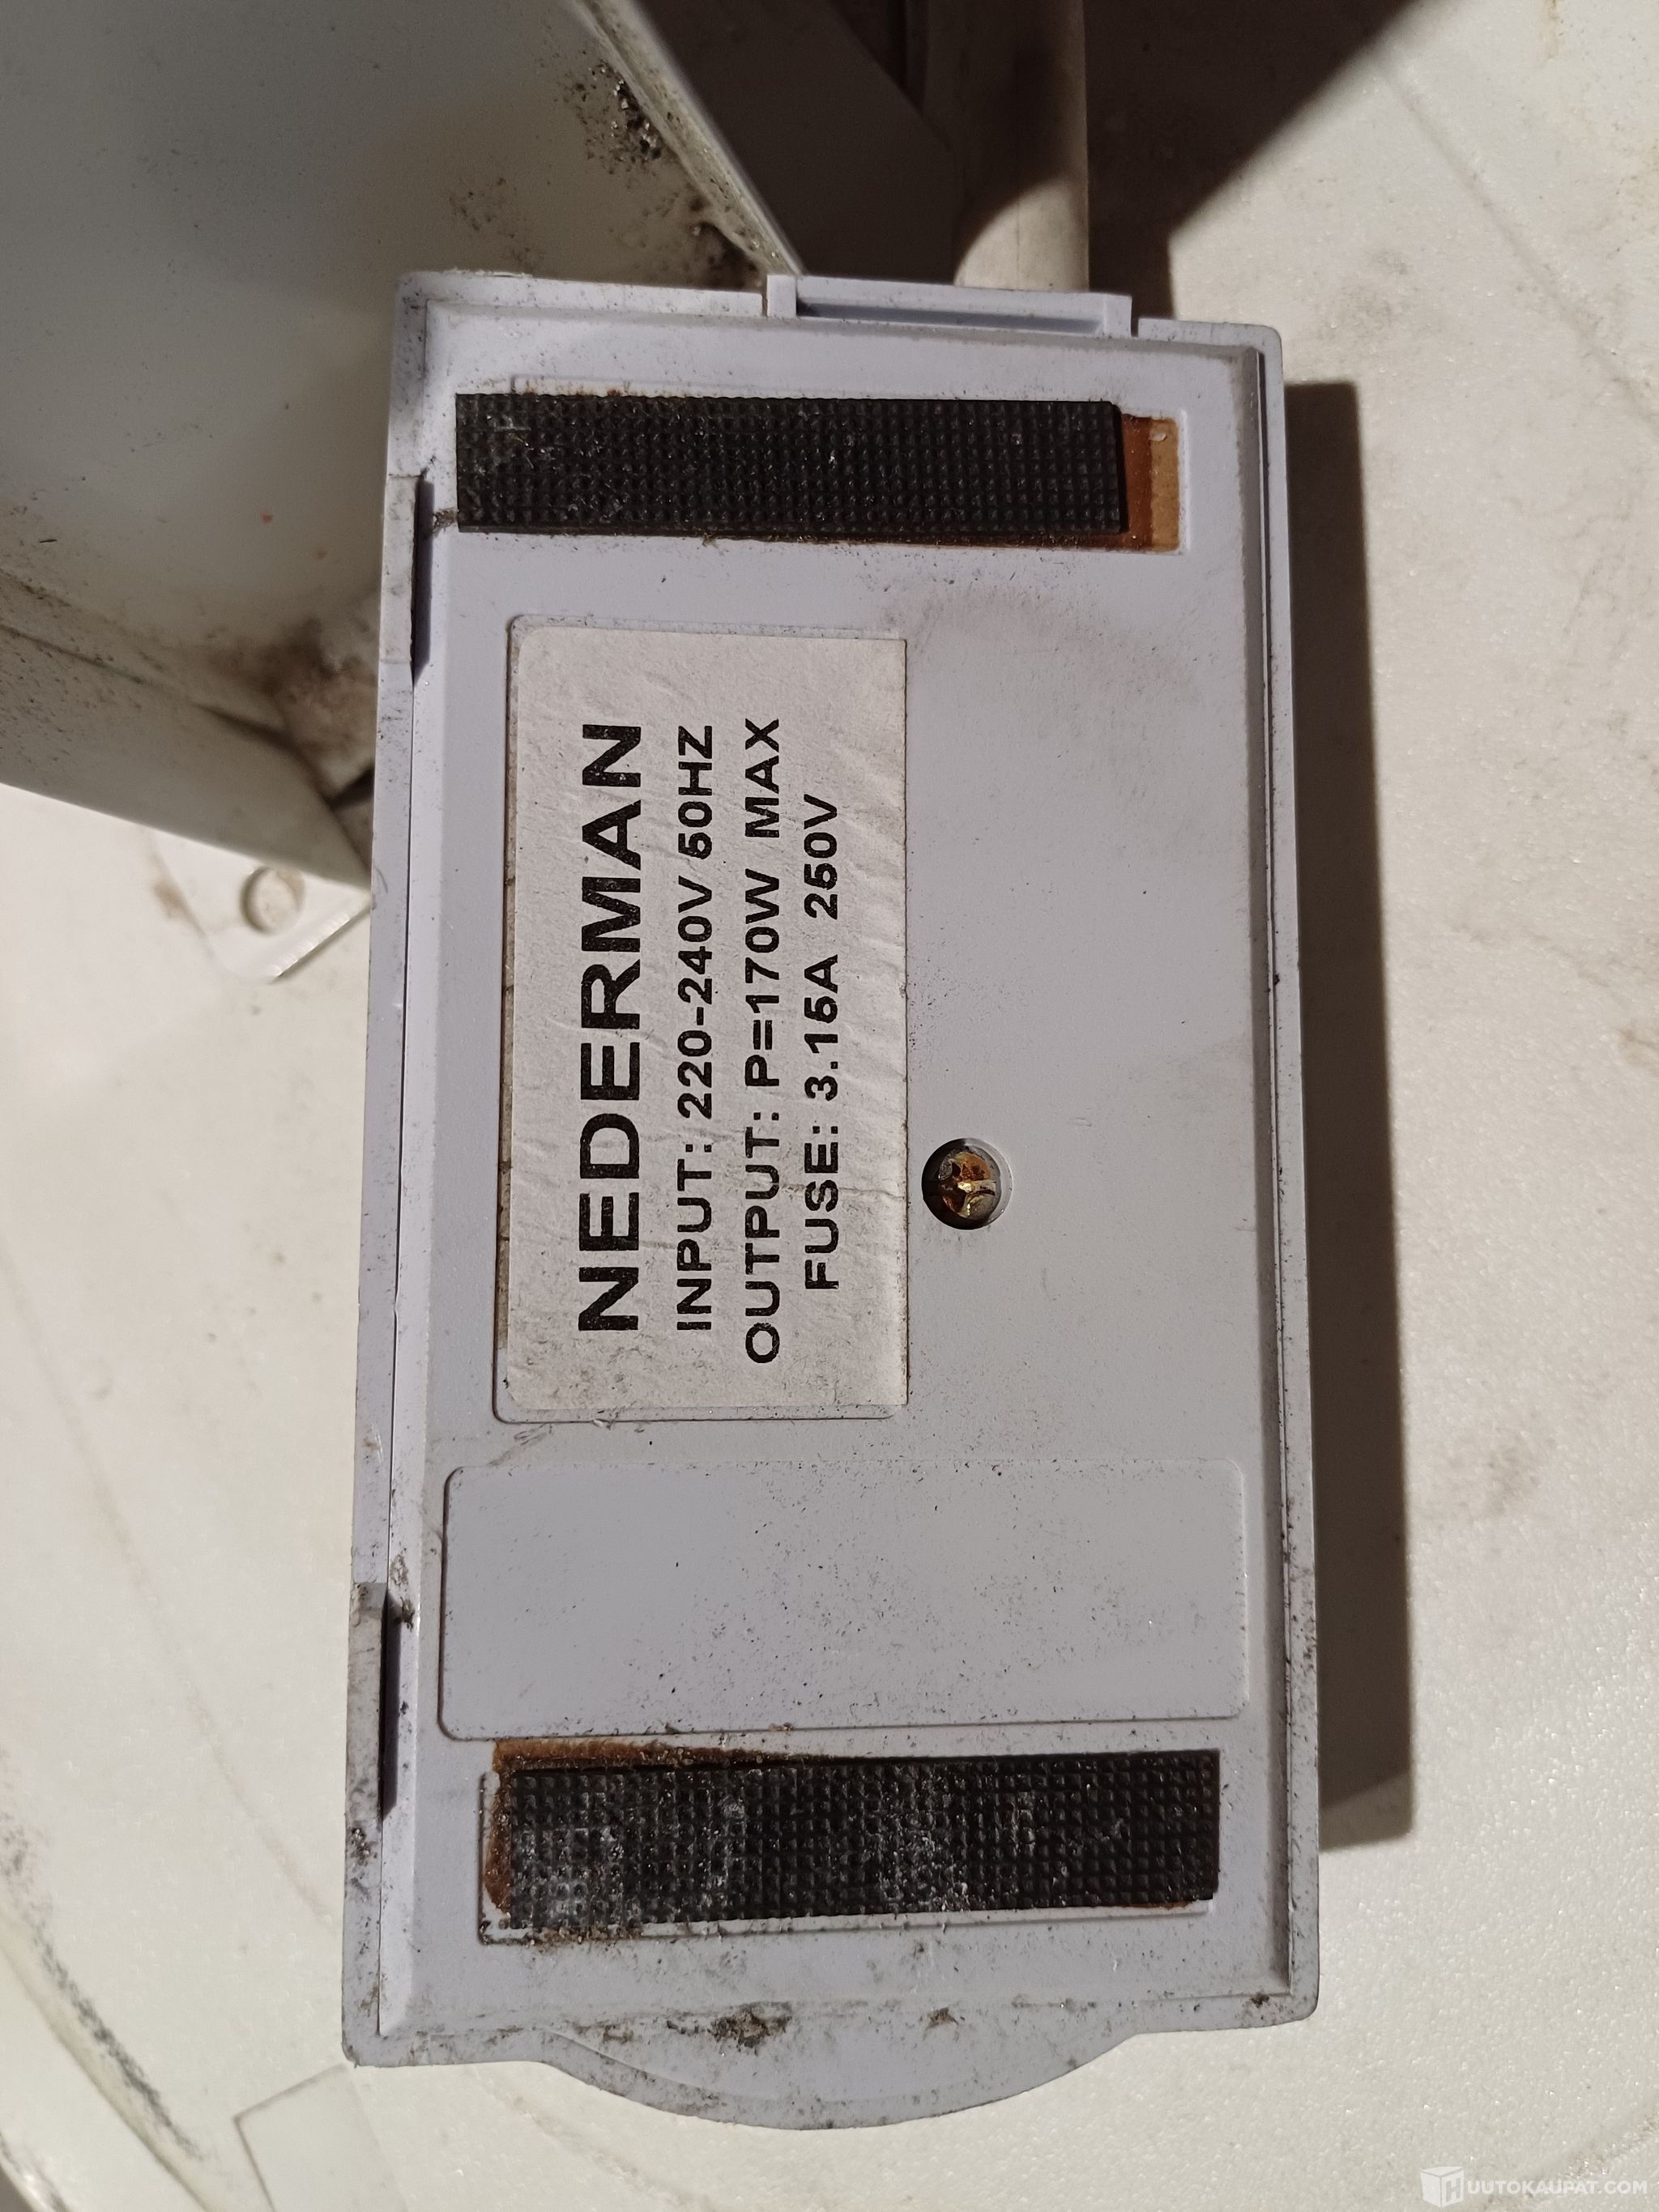 NEDERMAN
INPUT: 220-240V 50HZ
OUTPUT: P=170W MAX
FUSE: 3.15A 250V
HUUTOKAUPAT.COM